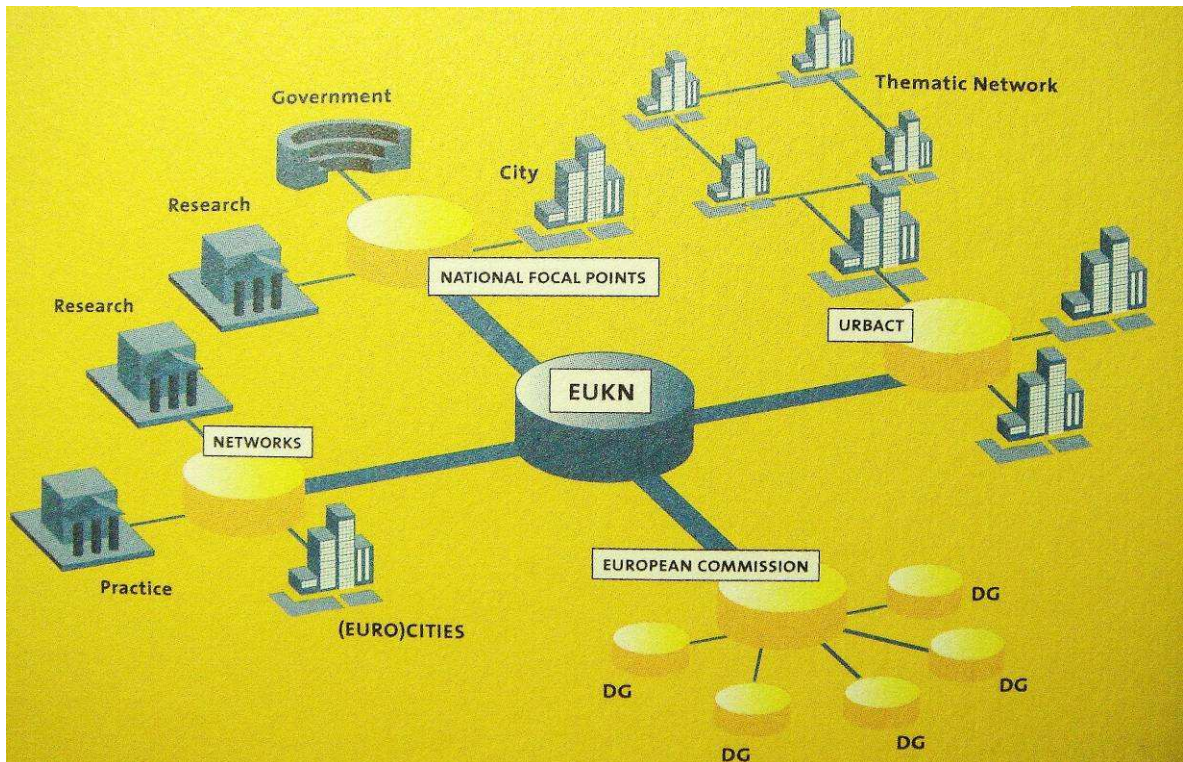 Government
Thematic Network
City
Research
NATIONAL FOCAL POINTS
Research
URBACT
EUKN
NETWORKS
EUROPEAN COMMISSION
Practice
DG
(EURO)CITIES
DG
DG
DG
DG